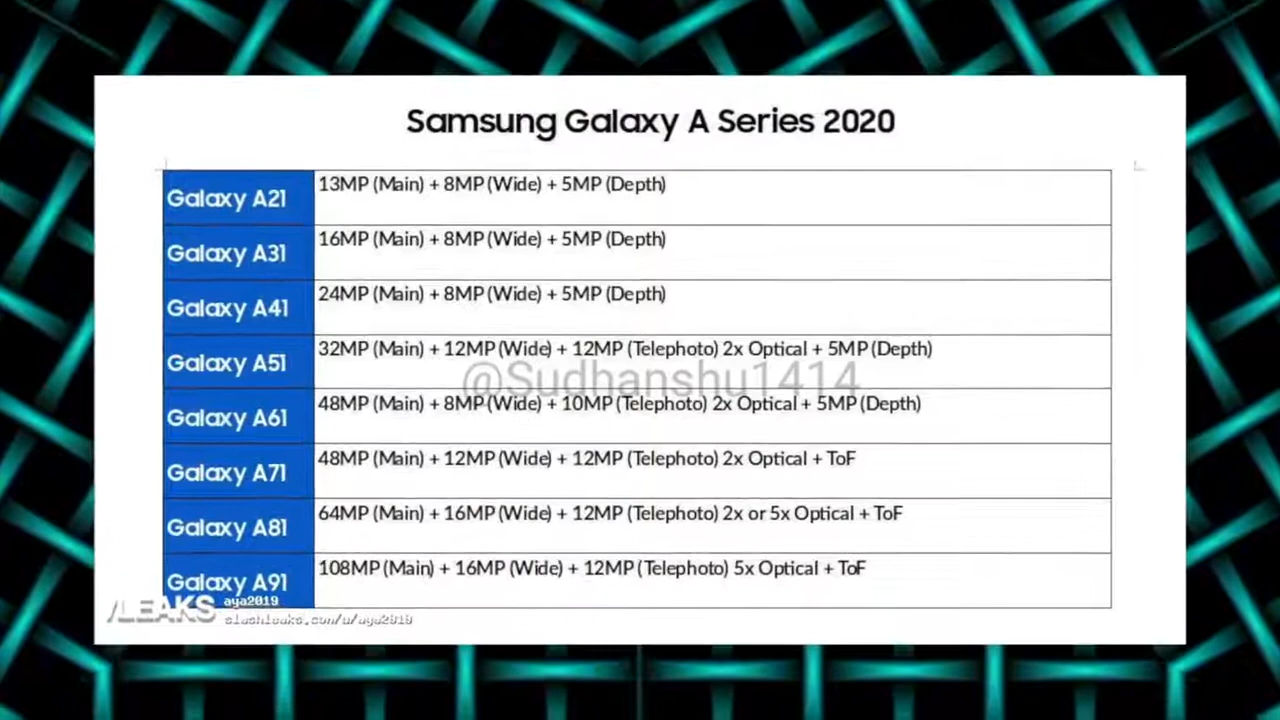 Samsung Galaxy A Series 2020
Galaxy A21 13MP (Main) + 8MP (Wide) + 5MP (Depth)
Galaxy A31 16MP (Main) + 8MP (Wide) + 5MP (Depth)
Galaxy A41 24MP (Main) + 8MP (Wide) + 5MP (Depth)
Galaxy A51 32MP (Main) + 12MP (Wide) + 12MP (Telephoto) 2x Optical + 5MP (Depth)
@Sudhanshu1414
Galaxy A61 48MP (Main) + 8MP (Wide) + 10MP (Telephoto) 2x Optical + 5MP (Depth)
Galaxy A71 48MP (Main) + 12MP (Wide) + 12MP (Telephoto) 2x Optical + ToF
Galaxy A81 64MP (Main) + 16MP (Wide) + 12MP (Telephoto) 2x or 5x Optical + ToF
Galaxy A91 108MP (Main) + 16MP (Wide) + 12MP (Telephoto) 5x Optical + ToF
/LEAKS aya2019
slashleaks.com/u/aya2019